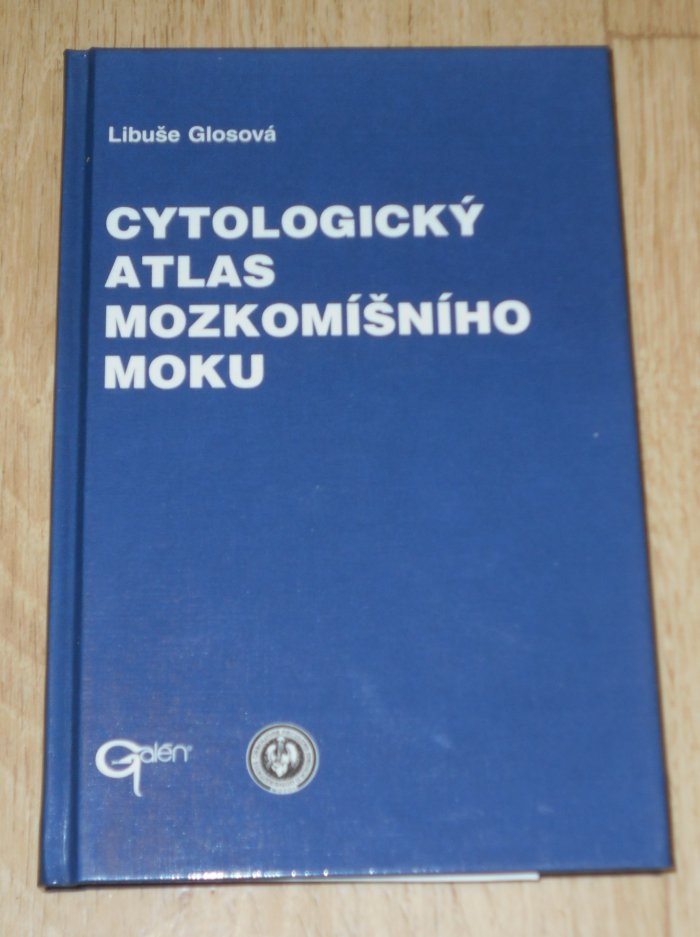 Libuše Glosová
CYTOLOGICKÝ
ATLAS
MOZKOMÍŠNÍHO
MOKU
Galén®